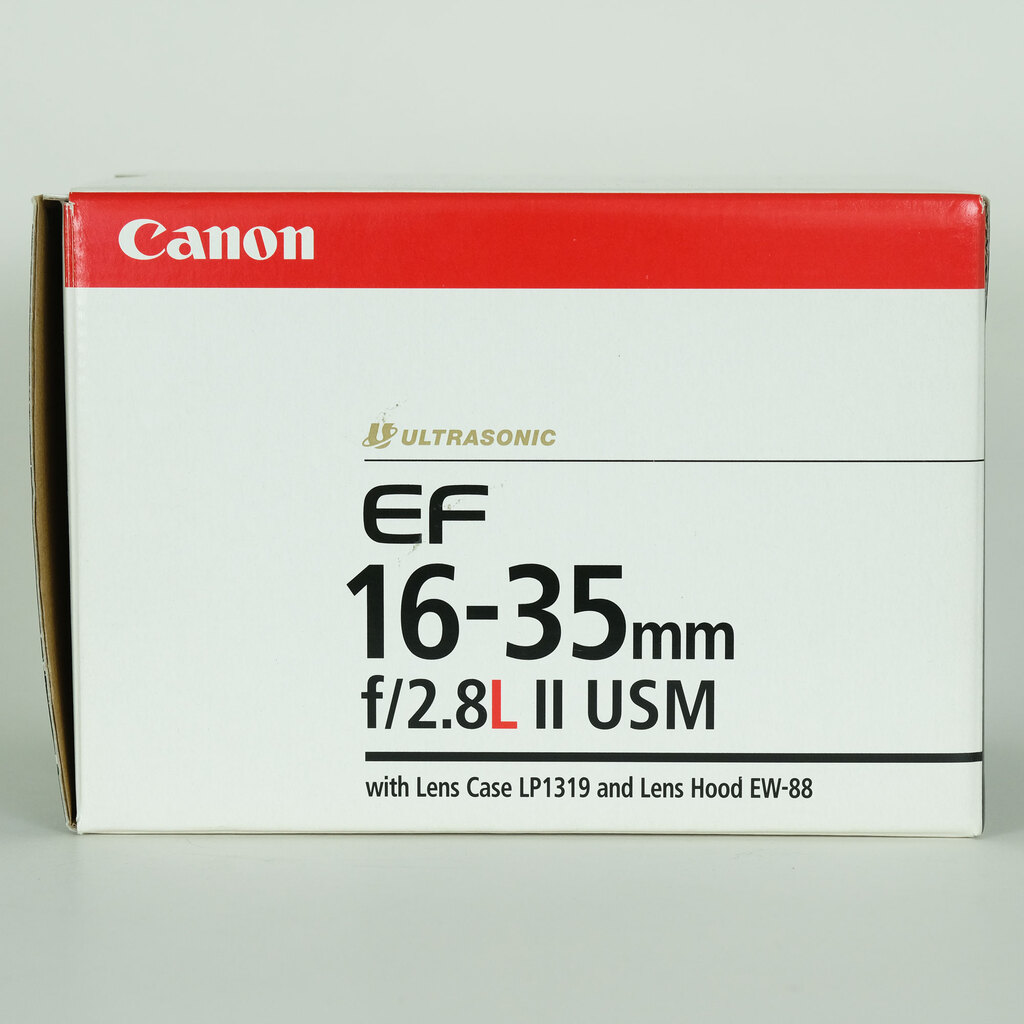 Canon
ULTRASONIC
EF
16-35mm
f/2.8L II USM
with Lens Case LP1319 and Lens Hood EW-88